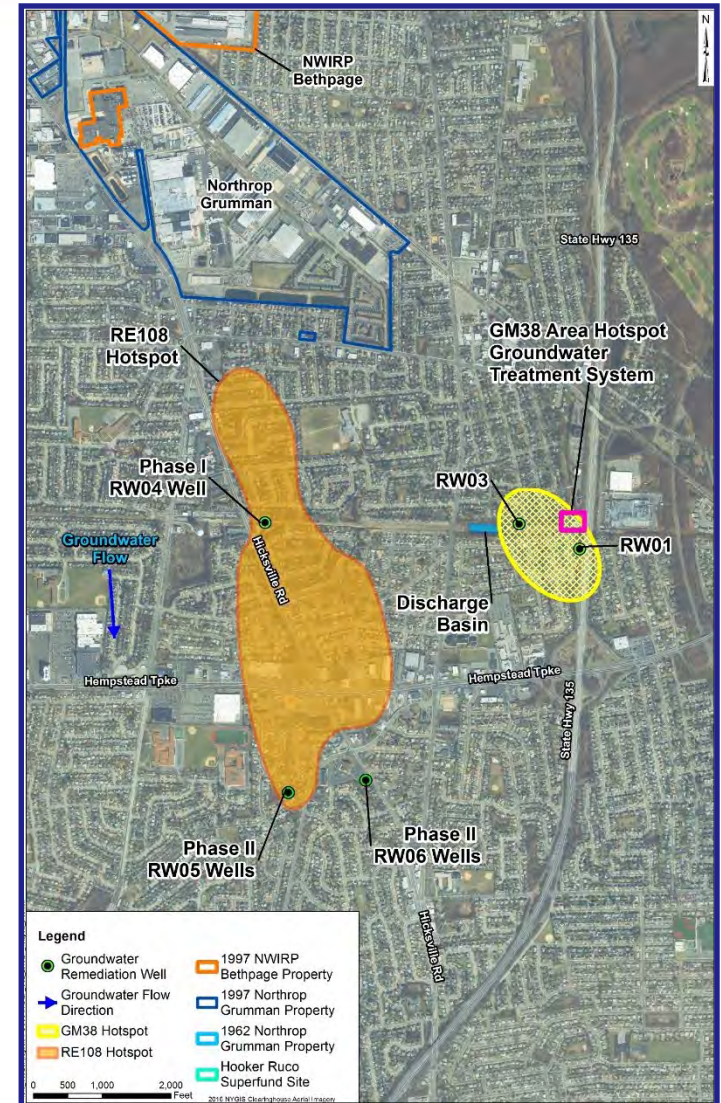 N
NWIRP
Bethpage
Northrop
Grumman
State Hwy 135
RE108
Hotspot
GM38 Area Hotspot
Groundwater
Treatment System
Phase I
RW04 Well
RW03
Groundwater
Flow
Hicksville Rd
RW01
Discharge
Basin
Hempstead Tpke
Hempstead Tpke
State Hwy 135
Phase II
RW05 Wells
Phase II
RW06 Wells
Hicksville Rd
Legend
Groundwater
Remediation Well
Groundwater Flow
Direction
GM38 Hotspot
RE108 Hotspot
1997 NWIRP
Bethpage Property
1997 Northrop
Grumman Property
1962 Northrop
Grumman Property
Hooker Ruco
Superfund Site
0 500 1,000 2,000
Feet
2016 NYGIS Clearinghouse Aerial Imagery